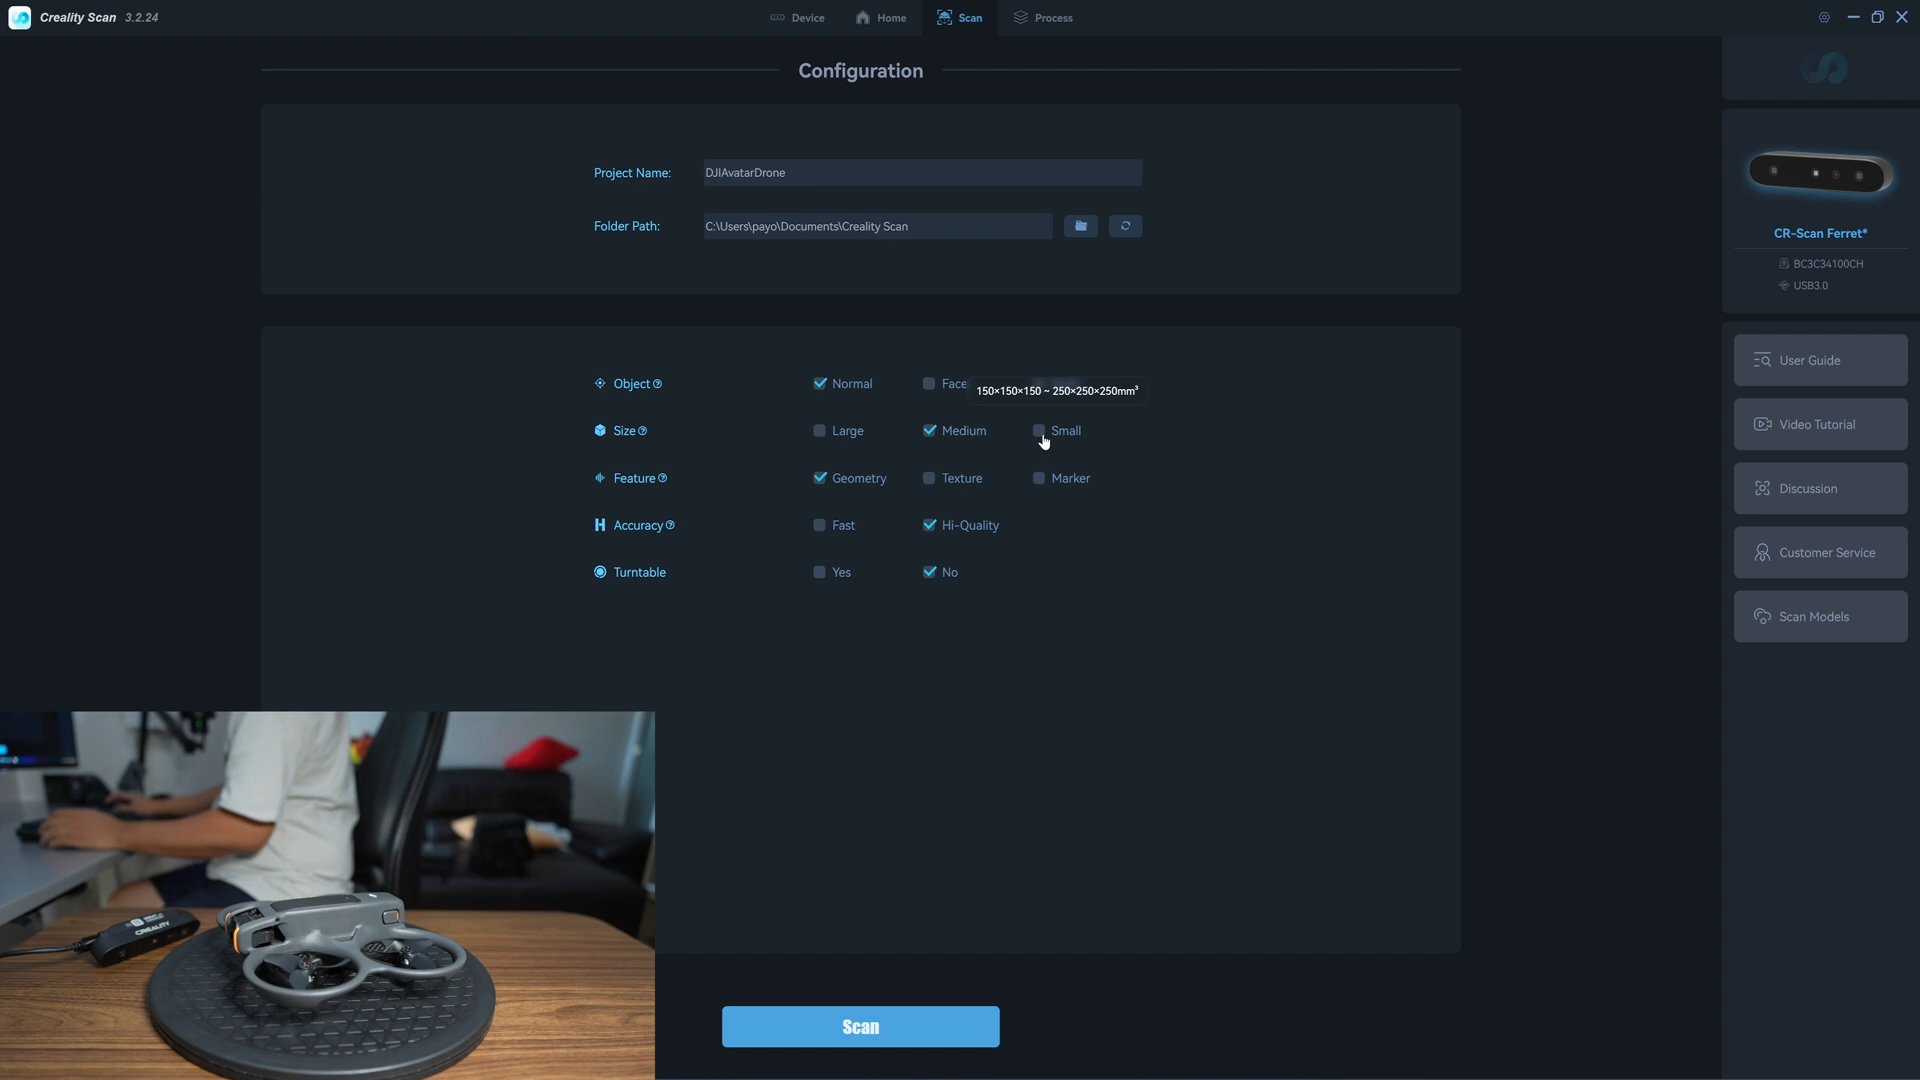 Creality Scan 3.2.24
Device
Home
Scan
Process
Configuration
Project Name:
DJIAvatarDrone
Folder Path:
C:\Users\payo\Documents\Creality Scan
CR-Scan Ferret*
BC3C34100CH
USB3.0
Object
Normal
Face
150×150×150 ~ 250×250×250mm³
Size
Large
Medium
Small
Feature
Geometry
Texture
Marker
Accuracy
Fast
Hi-Quality
Turntable
Yes
No
User Guide
Video Tutorial
Discussion
Customer Service
Scan Models
CREALITY
Scan